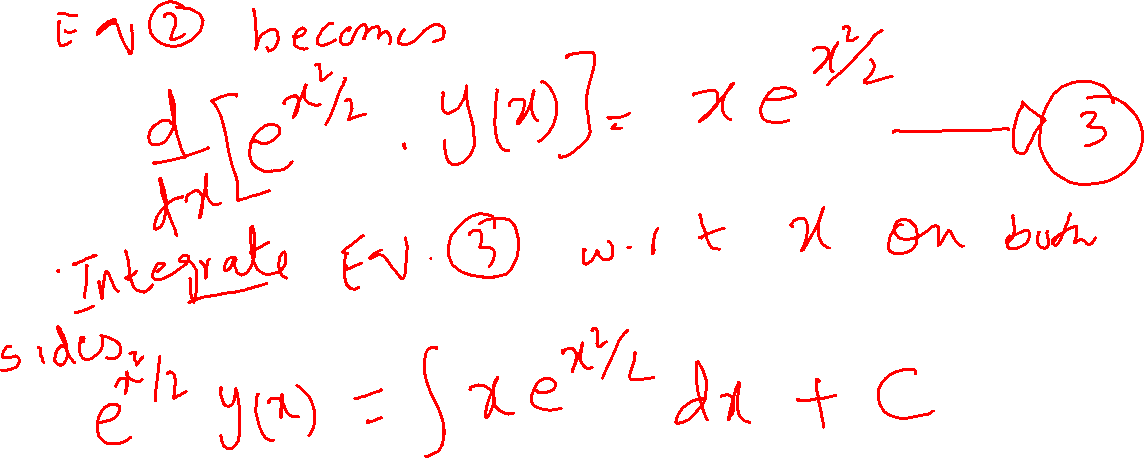 Eq ② becomes
d/dx [e^{x²/2} . y(x)] = x e^{x²/2} → ③
Integrate Eq. ③ w.r.t x on both
sides,
e^{x²/2} y(x) = ∫ x e^{x²/2} dx + C